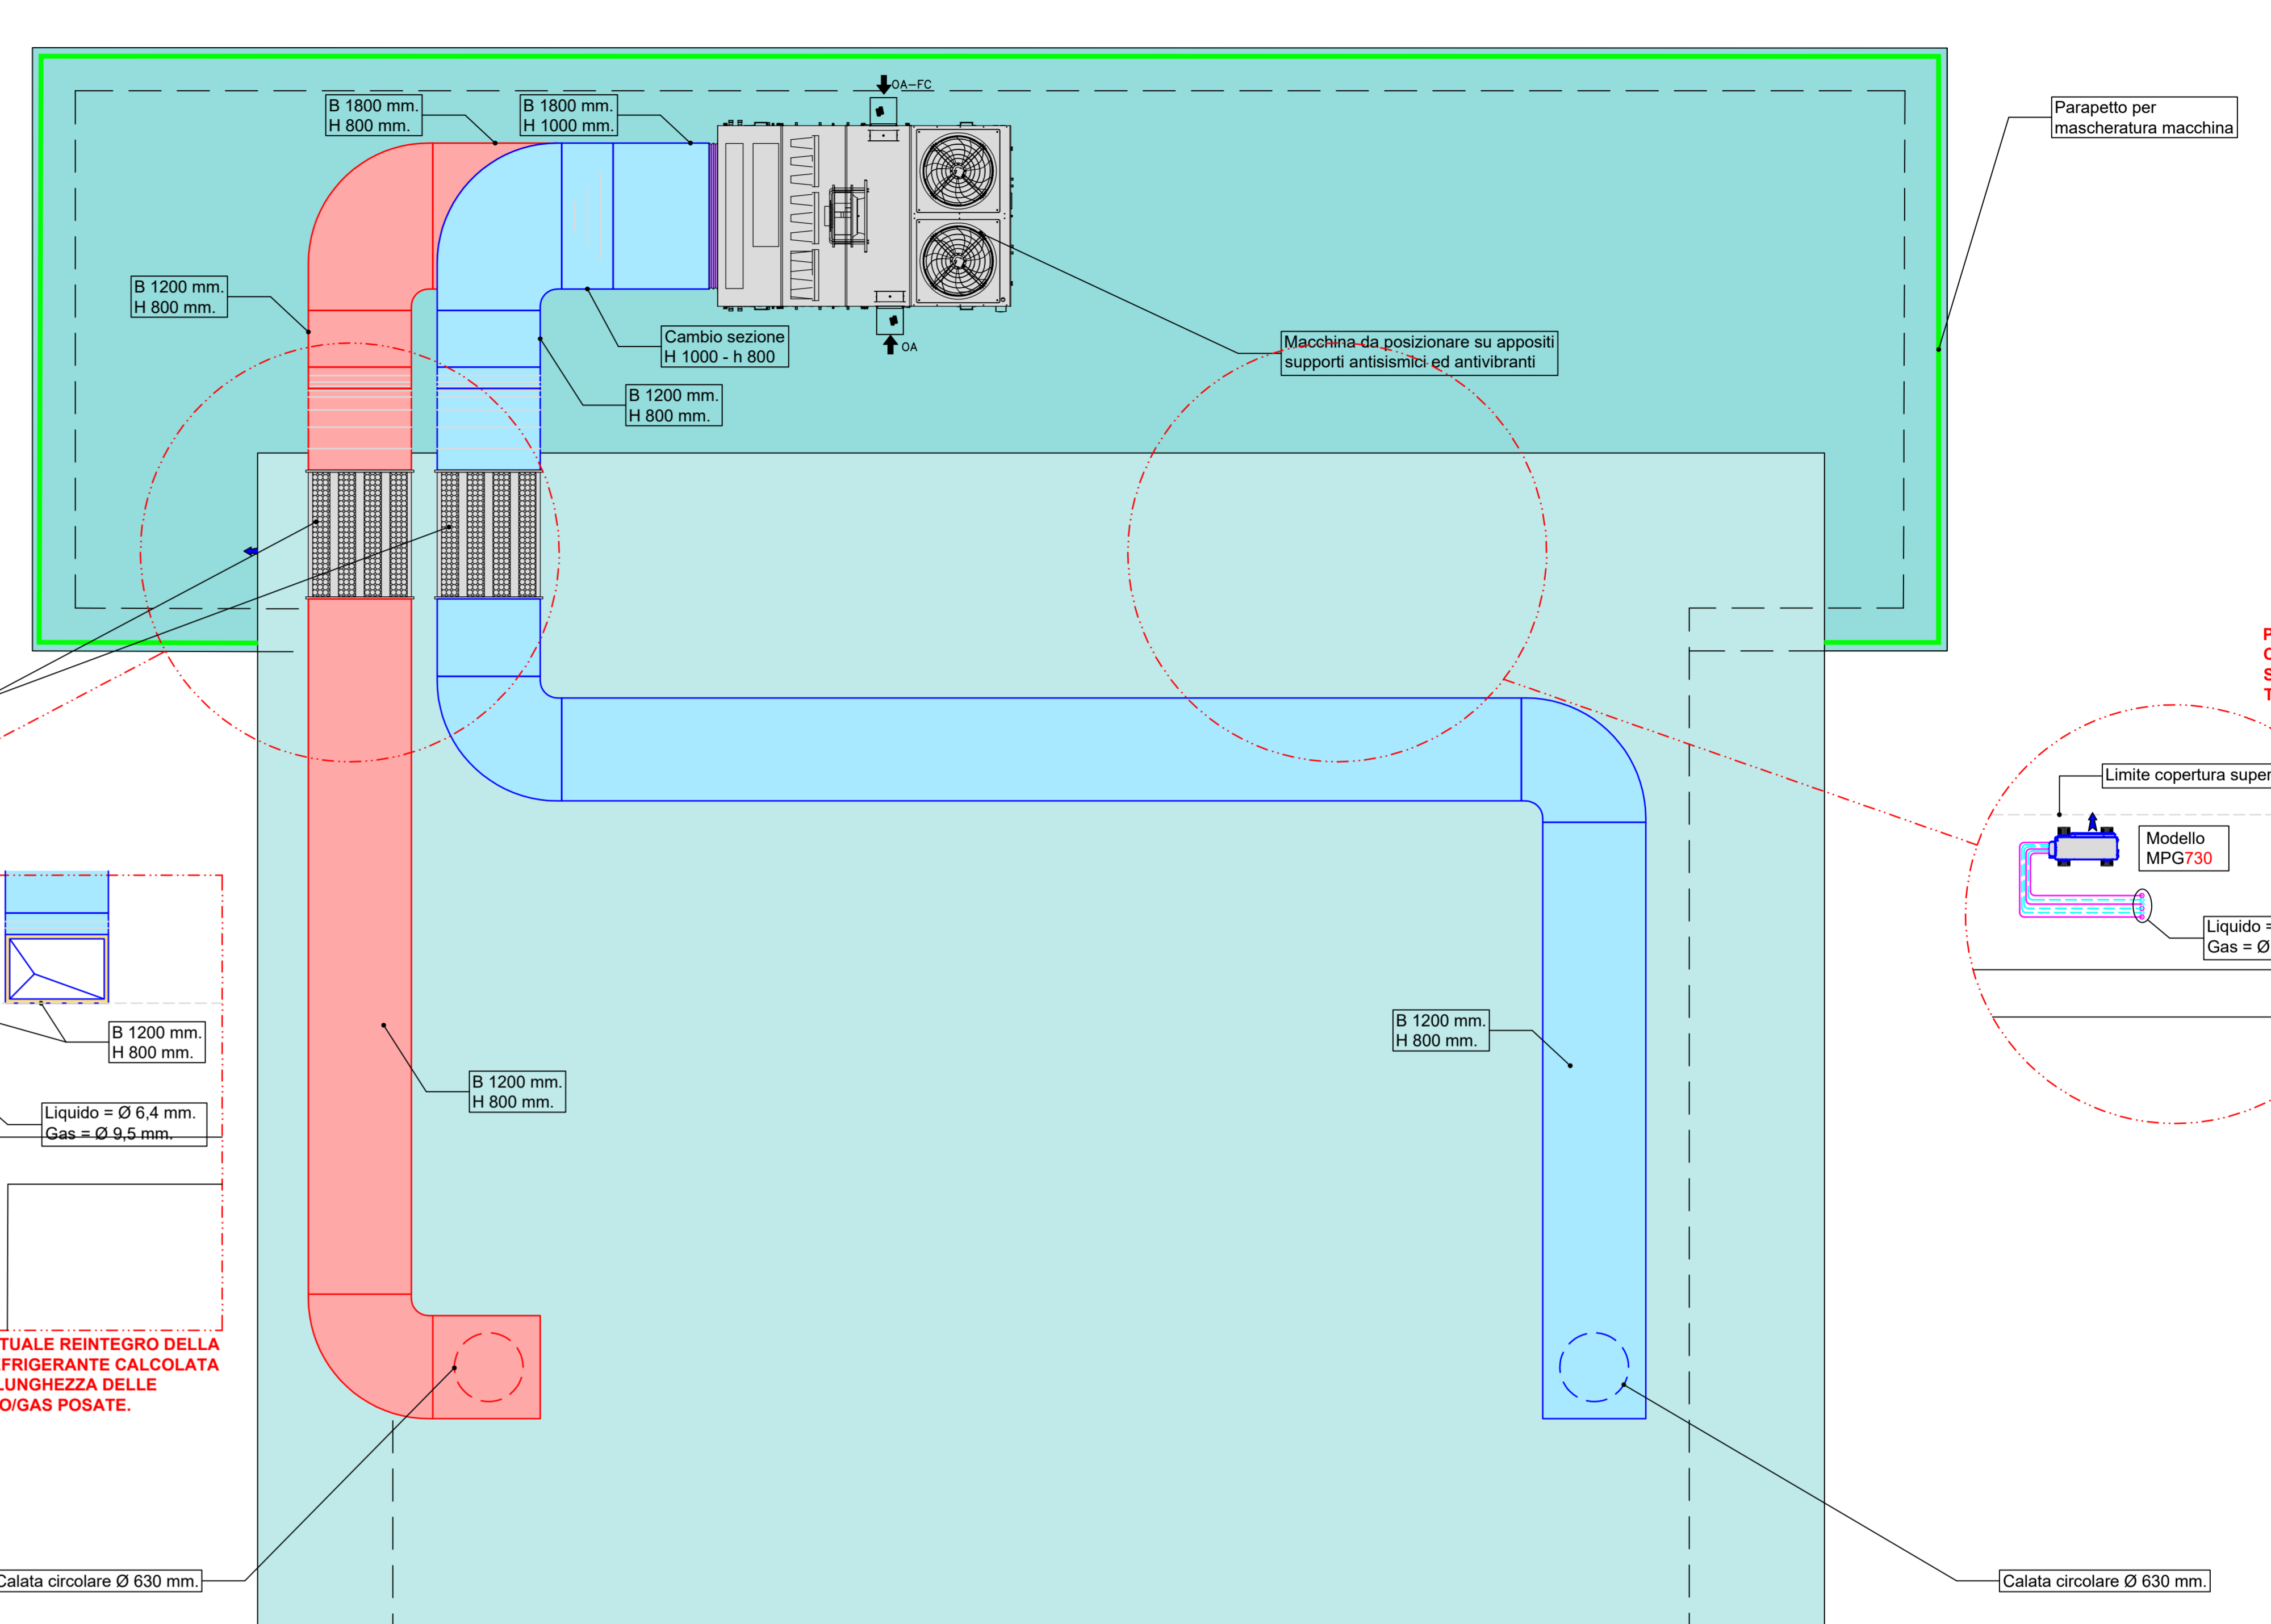 OA-FC
B 1800 mm.
H 800 mm.
B 1800 mm.
H 1000 mm.
Parapetto per
mascheratura macchina
B 1200 mm.
H 800 mm.
Cambio sezione
H 1000 - h 800
OA
Macchina da posizionare su appositi
supporti antisismici ed antivibranti
B 1200 mm.
H 800 mm.
Limite copertura
Modello
MPG730
Liquido =
Gas = Ø
B 1200 mm.
H 800 mm.
B 1200 mm.
H 800 mm.
B 1200 mm.
H 800 mm.
Liquido = Ø 6,4 mm.
Gas = Ø 9,5 mm.
TUALE REINTEGRO DELLA
FRIGERANTE CALCOLATA
LUNGHEZZA DELLE
O/GAS POSATE.
Calata circolare Ø 630 mm.
Calata circolare Ø 630 mm.